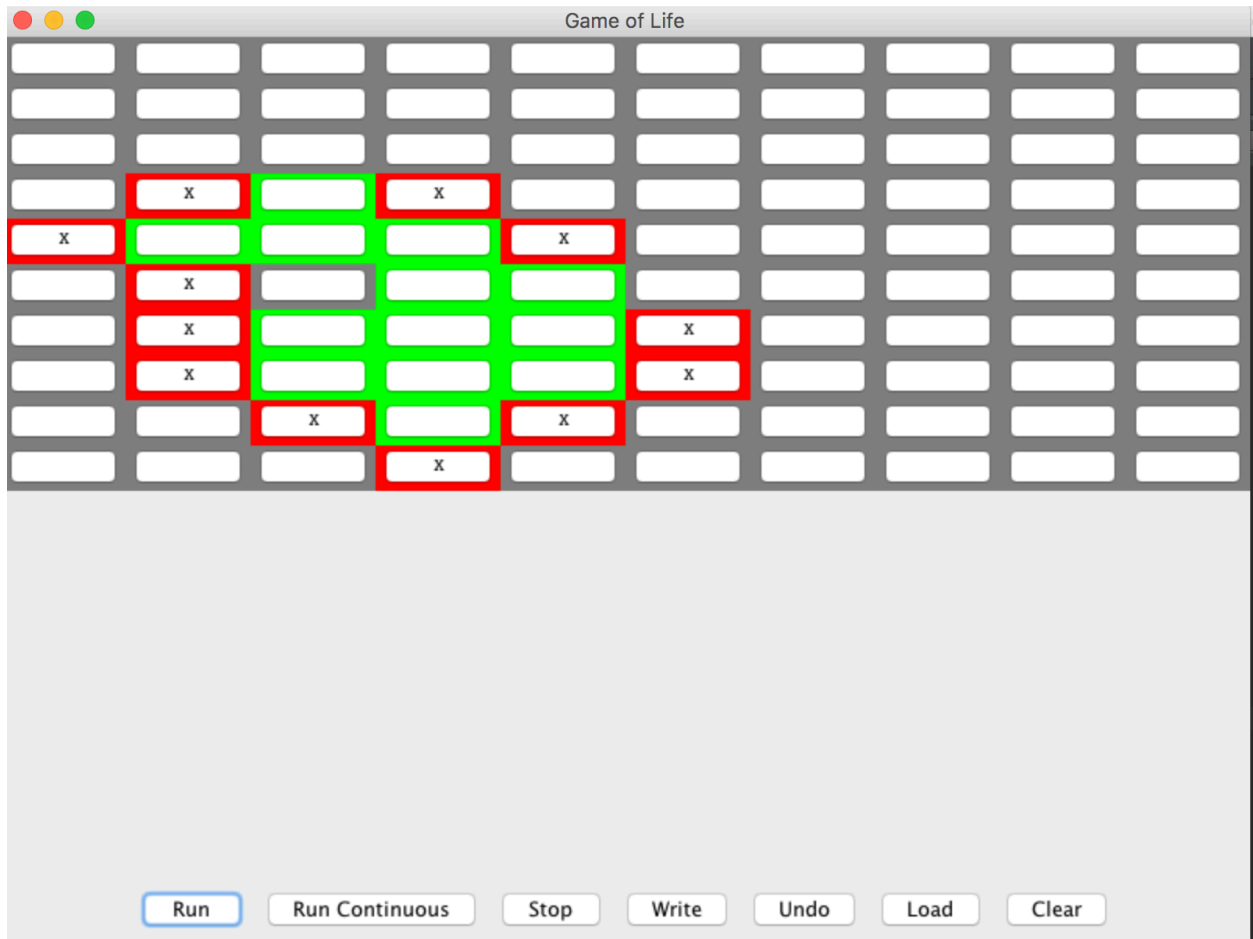 Game of Life
X X
X X
X
X X
X X
X X
X
Run Run Continuous Stop Write Undo Load Clear